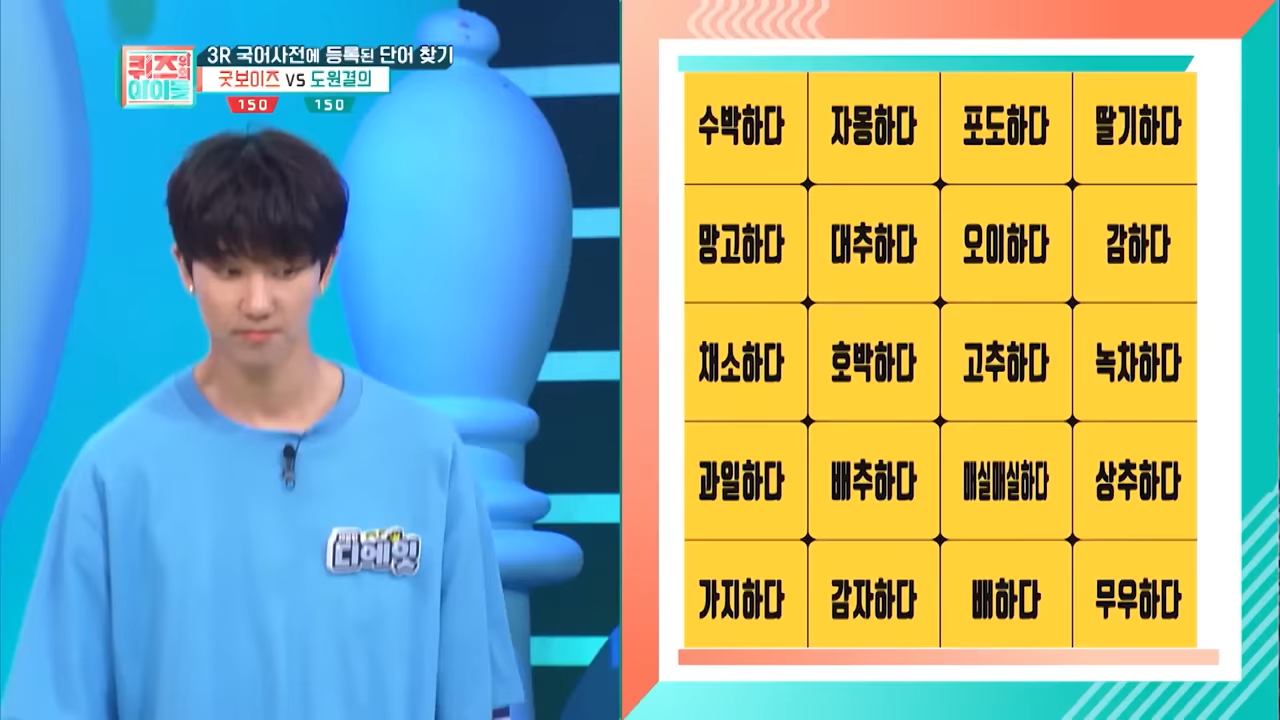 퀴즈위의
아이돌
3R 국어사전에 등록된 단어 찾기
굿보이즈 VS 도원결의
150 150
디에잇
수박하다 자몽하다 포도하다 딸기하다
망고하다 대추하다 오이하다 감하다
채소하다 호박하다 고추하다 녹차하다
과일하다 배추하다 매실매실하다 상추하다
가지하다 감자하다 배하다 무우하다